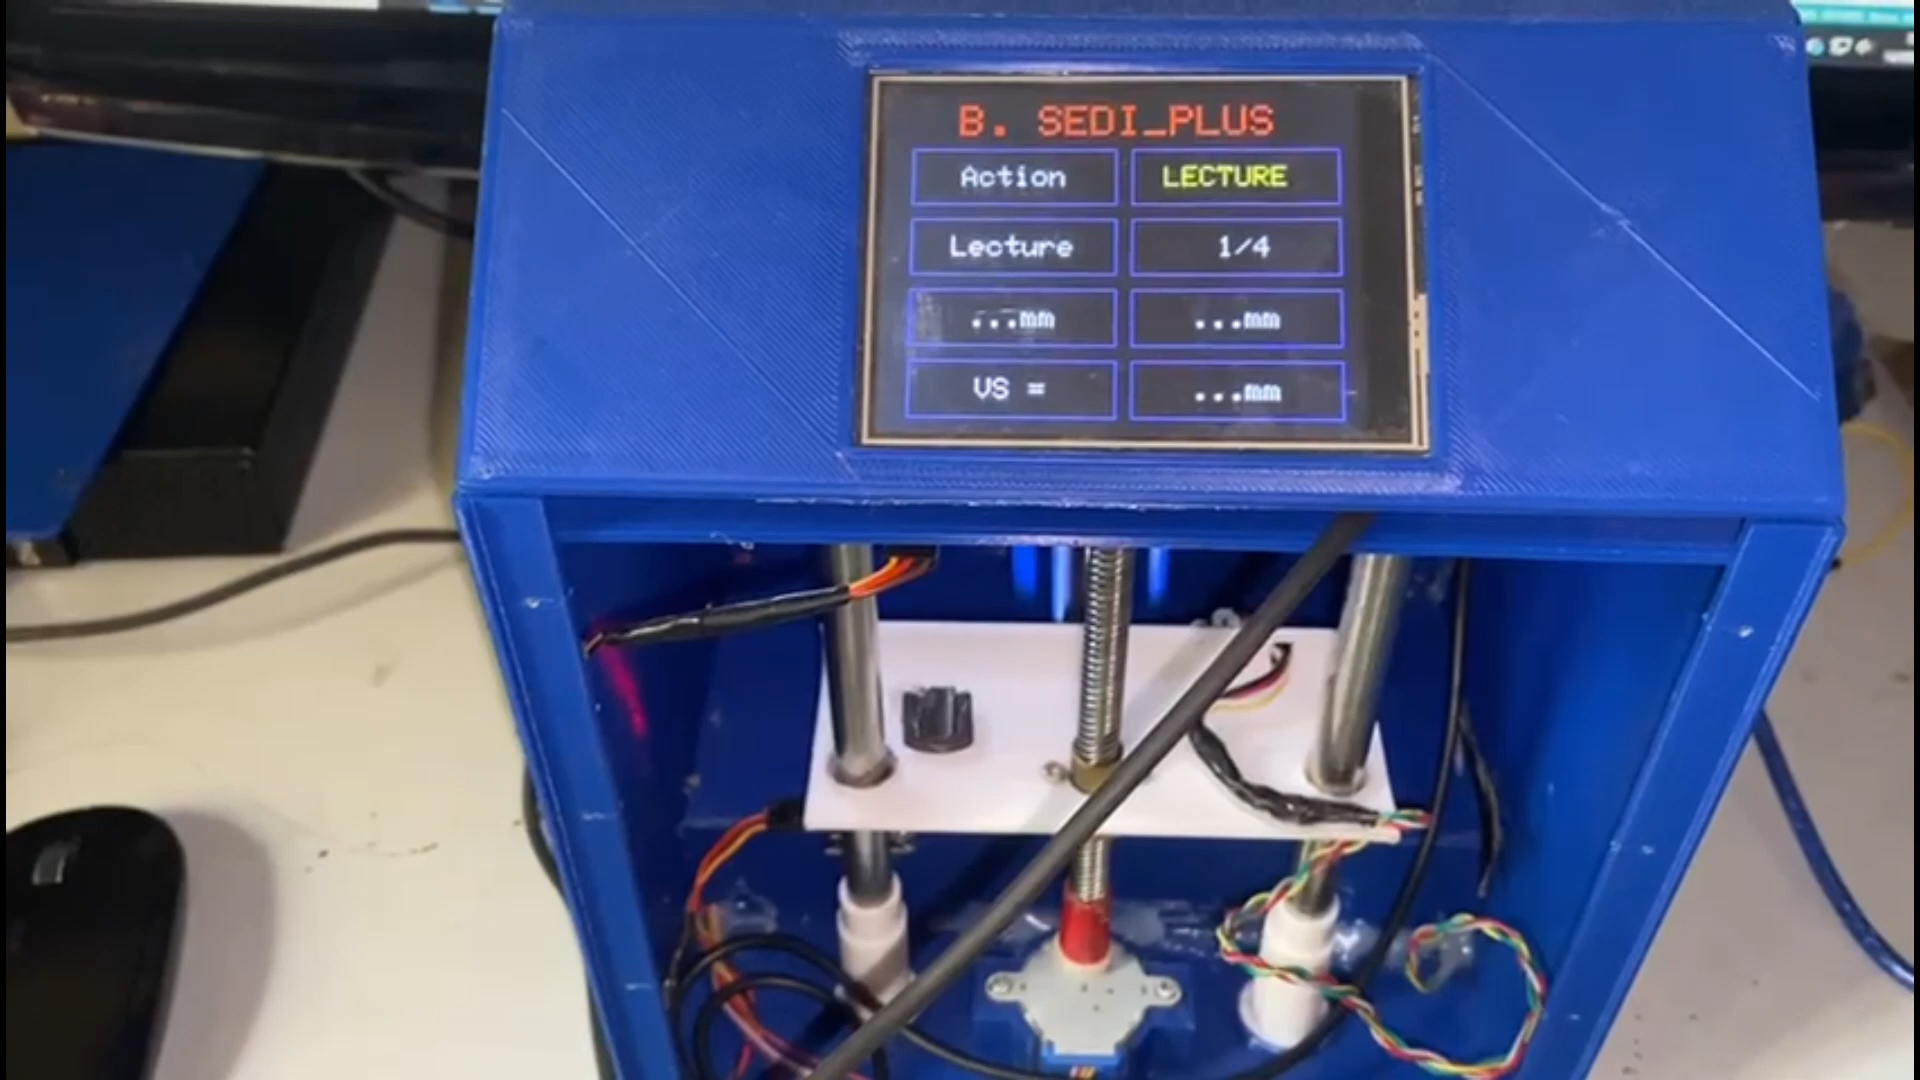 B. SEDI_PLUS
Action LECTURE
Lecture 1/4
...mm ...mm
VS = ...mm